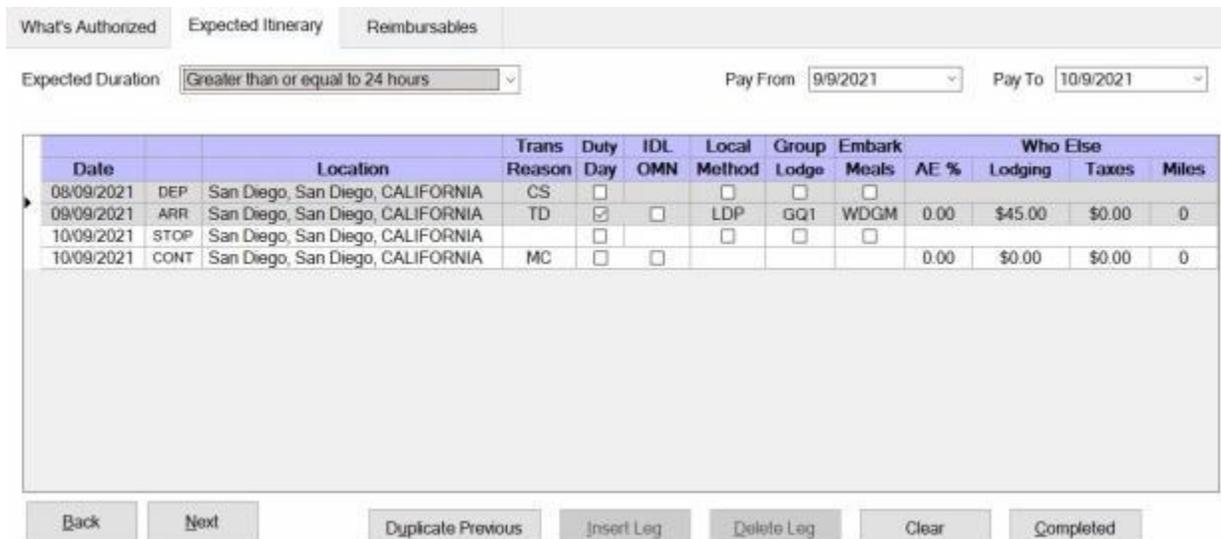 What's Authorized Expected Itinerary Reimbursables
Expected Duration Greater than or equal to 24 hours Pay From 9/9/2021 Pay To 10/9/2021
Trans Duty IDL Local Group Embark Who Else
Date Location Reason Day OMN Method Lodge Meals AE % Lodging Taxes Miles
08/09/2021 DEP San Diego, San Diego, CALIFORNIA CS
09/09/2021 ARR San Diego, San Diego, CALIFORNIA TD LDP GQ1 WDGM 0.00 $45.00 $0.00 0
10/09/2021 STOP San Diego, San Diego, CALIFORNIA
10/09/2021 CONT San Diego, San Diego, CALIFORNIA MC 0.00 $0.00 $0.00 0
Back Next Duplicate Previous Insert Leg Delete Leg Clear Completed